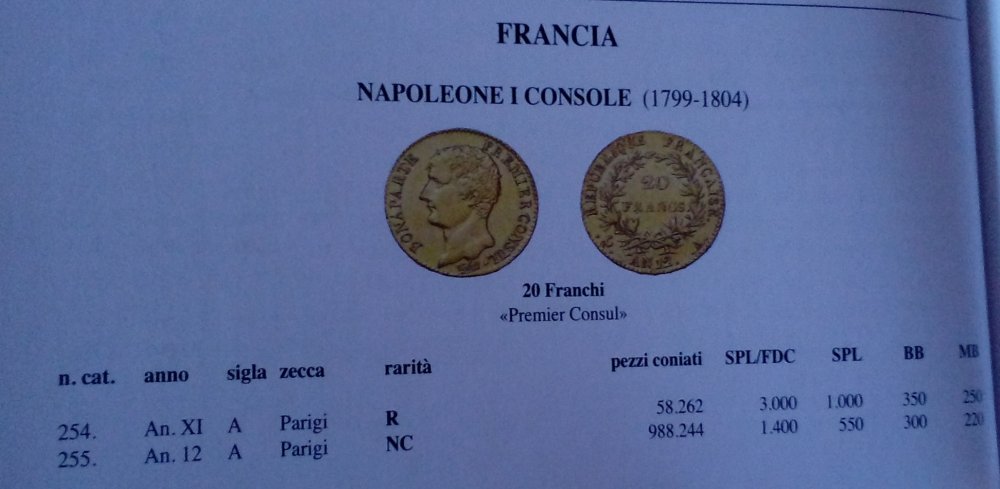 FRANCIA
NAPOLEONE I CONSOLE (1799-1804)
BONAPARTE PREMIER CONSUL
REPUBLIQUE FRANÇAISE
20
FRANCS.
AN 12. A
20 Franchi
«Premier Consul»
n. cat. anno sigla zecca rarità pezzi coniati SPL/FDC SPL BB MB
254. An. XI A Parigi R 58.262 3.000 1.000 350 250
255. An. 12 A Parigi NC 988.244 1.400 550 300 220